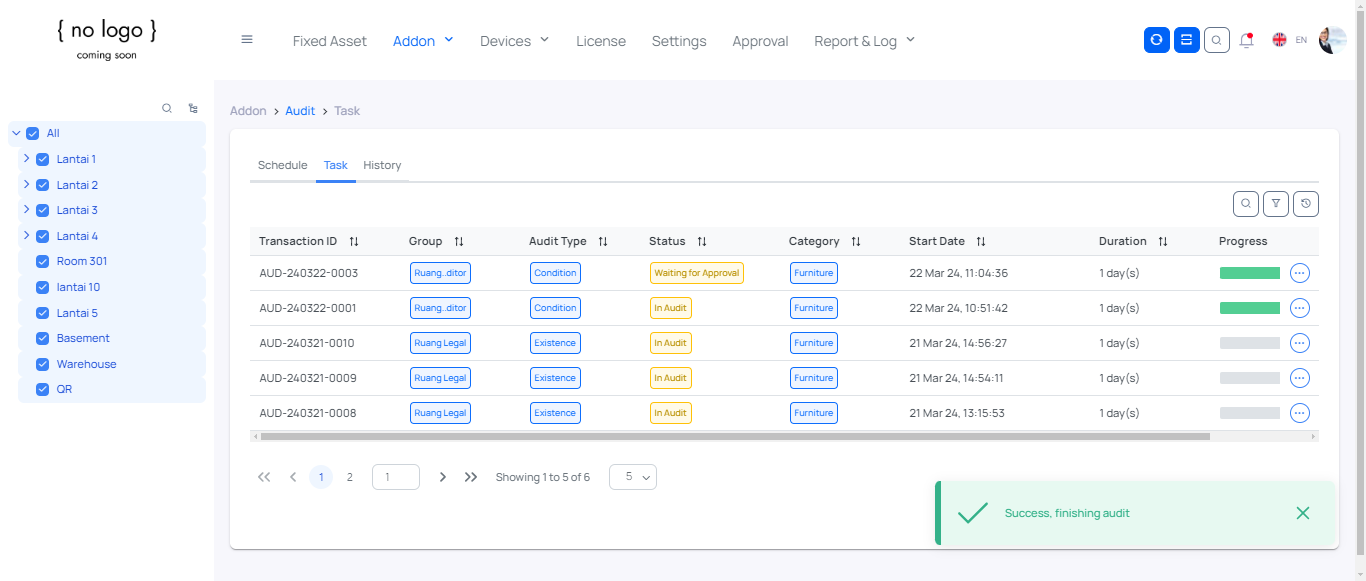 { no logo }
coming soon
Fixed Asset Addon Devices License Settings Approval Report & Log EN
All
Lantai 1
Lantai 2
Lantai 3
Lantai 4
Room 301
lantai 10
Lantai 5
Basement
Warehouse
QR
Addon > Audit > Task
Schedule Task History
Transaction ID Group Audit Type Status Category Start Date Duration Progress
AUD-240322-0003 Ruang..ditor Condition Waiting for Approval Furniture 22 Mar 24, 11:04:36 1 day(s)
AUD-240322-0001 Ruang..ditor Condition In Audit Furniture 22 Mar 24, 10:51:42 1 day(s)
AUD-240321-0010 Ruang Legal Existence In Audit Furniture 21 Mar 24, 14:56:27 1 day(s)
AUD-240321-0009 Ruang Legal Existence In Audit Furniture 21 Mar 24, 14:54:11 1 day(s)
AUD-240321-0008 Ruang Legal Existence In Audit Furniture 21 Mar 24, 13:15:53 1 day(s)
1 2 1 Showing 1 to 5 of 6 5
Success, finishing audit